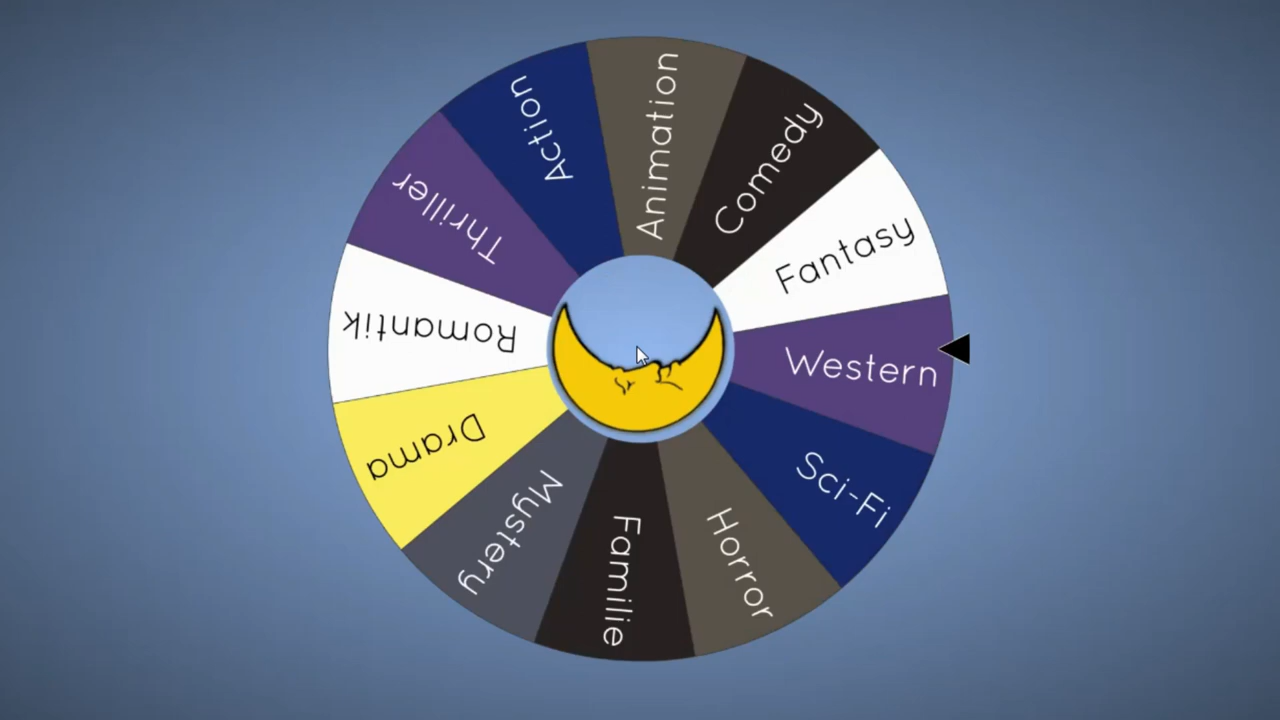 Animation
Comedy
Fantasy
Western
Sci-Fi
Horror
Familie
Mystery
Drama
Romantik
Thriller
Action